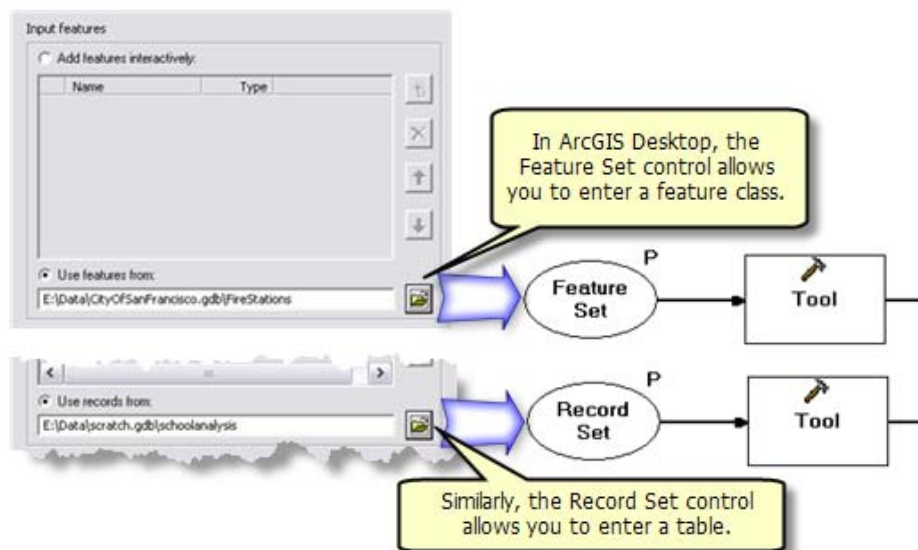 Input features
Add features interactively:
Name Type
In ArcGIS Desktop, the
Feature Set control allows
you to enter a feature class.
Use features from:
E:\Data\CityOfSanFrancisco.gdb\FireStations
P
Feature
Set
Tool
Use records from:
E:\Data\scratch.gdb\schoolanalysis
P
Record
Set
Tool
Similarly, the Record Set control
allows you to enter a table.